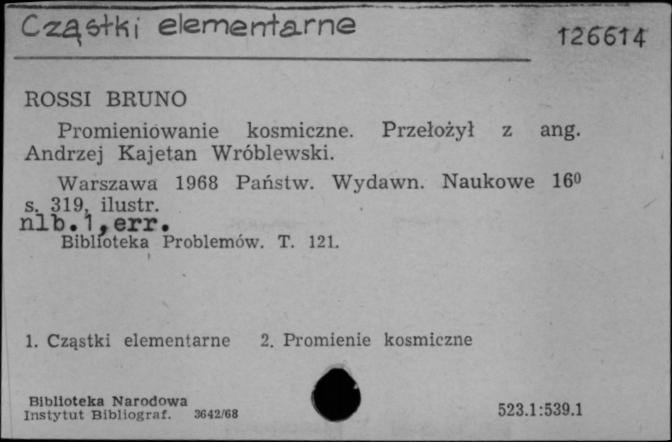 Cząstki elementarne
126614
ROSSI BRUNO
Promieniowanie kosmiczne. Przełożył z ang.
Andrzej Kajetan Wróblewski.
Warszawa 1968 Państw. Wydawn. Naukowe 16⁰
s. 319, ilustr.
nlb.1,err.
Biblioteka Problemów. T. 121.
1. Cząstki elementarne 2. Promienie kosmiczne
Biblioteka Narodowa
Instytut Bibliograf. 3642/68
523.1:539.1